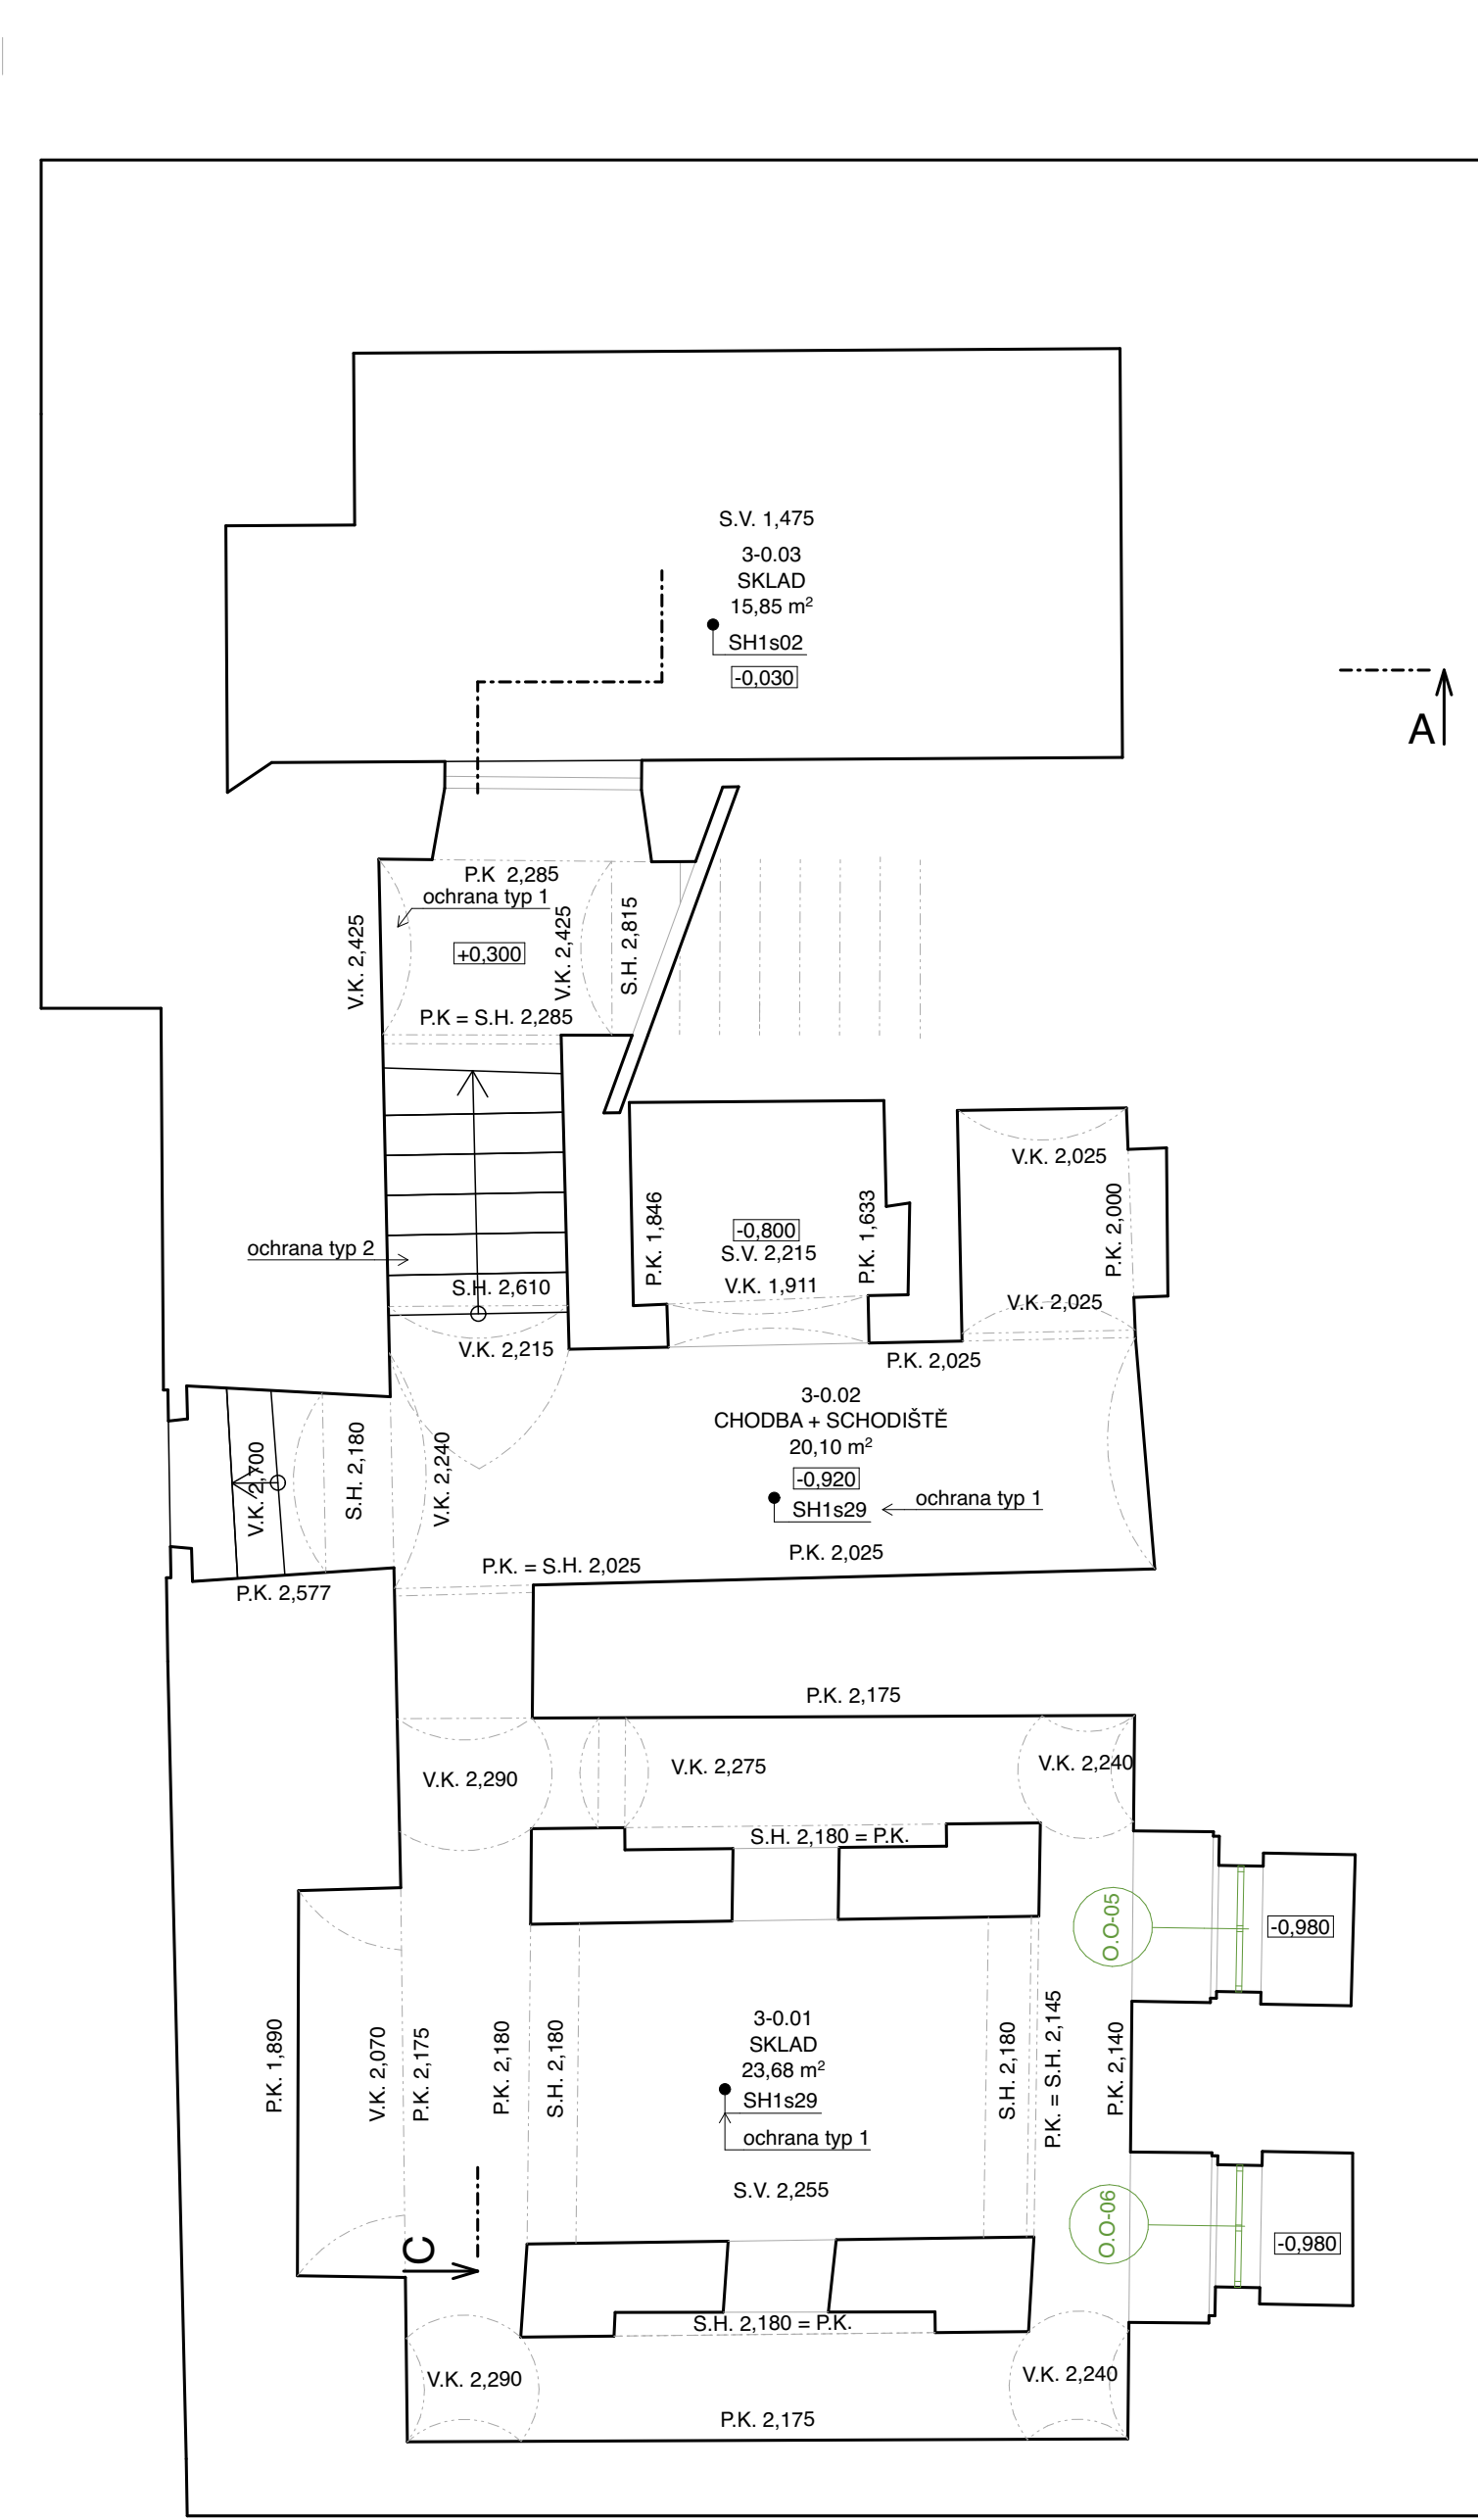 S.V. 1,475
3-0.03
SKLAD
15,85 m²
SH1s02
-0,030
A
P.K 2,285
ochrana typ 1
V.K. 2,425
+0,300
V.K. 2,425
S.H. 2,815
P.K = S.H. 2,285
ochrana typ 2
S.H. 2,610
V.K. 2,215
P.K. 1,846
-0,800
S.V. 2,215
V.K. 1,911
P.K. 1,633
V.K. 2,025
P.K. 2,000
V.K. 2,025
P.K. 2,025
3-0.02
CHODBA + SCHODIŠTĚ
20,10 m²
-0,920
SH1s29
ochrana typ 1
P.K. 2,025
V.K. 2,700
S.H. 2,180
V.K. 2,240
P.K. = S.H. 2,025
P.K. 2,577
P.K. 2,175
V.K. 2,290
V.K. 2,275
V.K. 2,240
S.H. 2,180 = P.K.
O.O-05
-0,980
P.K. 1,890
V.K. 2,070
P.K. 2,175
P.K. 2,180
S.H. 2,180
3-0.01
SKLAD
23,68 m²
SH1s29
ochrana typ 1
S.V. 2,255
S.H. 2,180
P.K. = S.H. 2,145
P.K. 2,140
O.O-06
-0,980
C
S.H. 2,180 = P.K.
V.K. 2,290
V.K. 2,240
P.K. 2,175